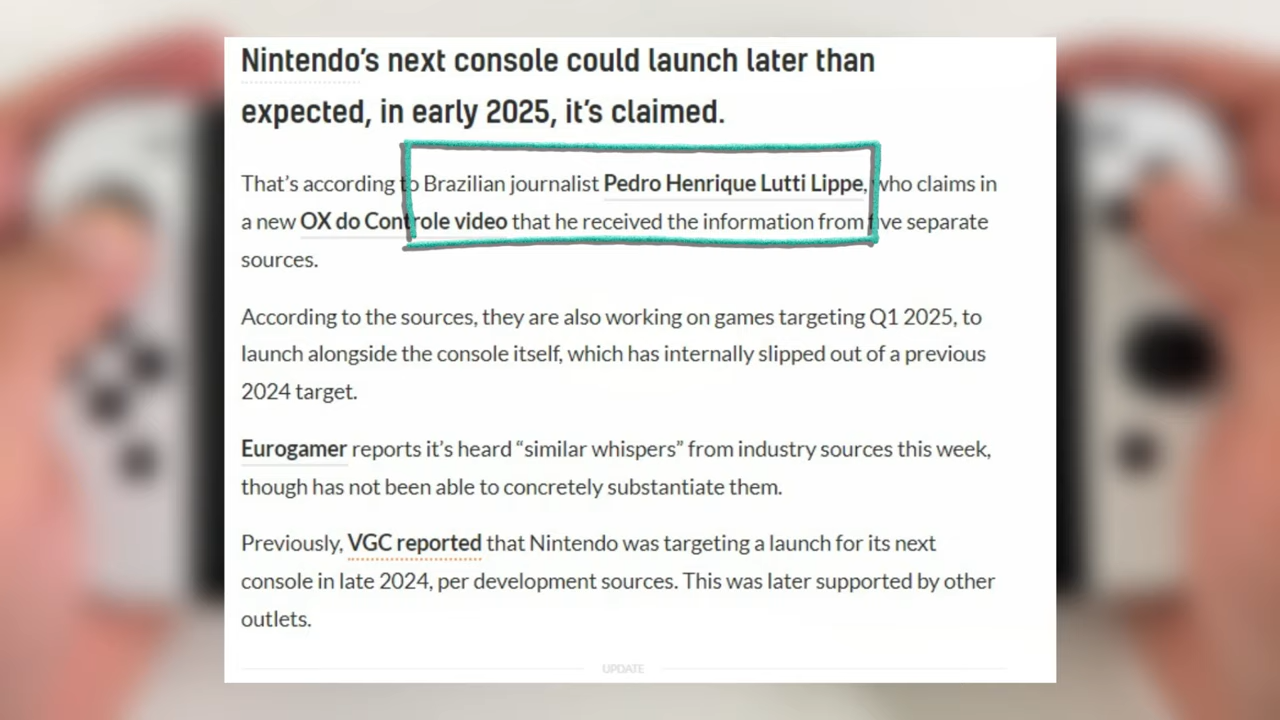 Nintendo’s next console could launch later than
expected, in early 2025, it’s claimed.
That’s according to Brazilian journalist Pedro Henrique Lutti Lippe, who claims in
a new OX do Controle video that he received the information from five separate
sources.
According to the sources, they are also working on games targeting Q1 2025, to
launch alongside the console itself, which has internally slipped out of a previous
2024 target.
Eurogamer reports it’s heard “similar whispers” from industry sources this week,
though has not been able to concretely substantiate them.
Previously, VGC reported that Nintendo was targeting a launch for its next
console in late 2024, per development sources. This was later supported by other
outlets.
UPDATE